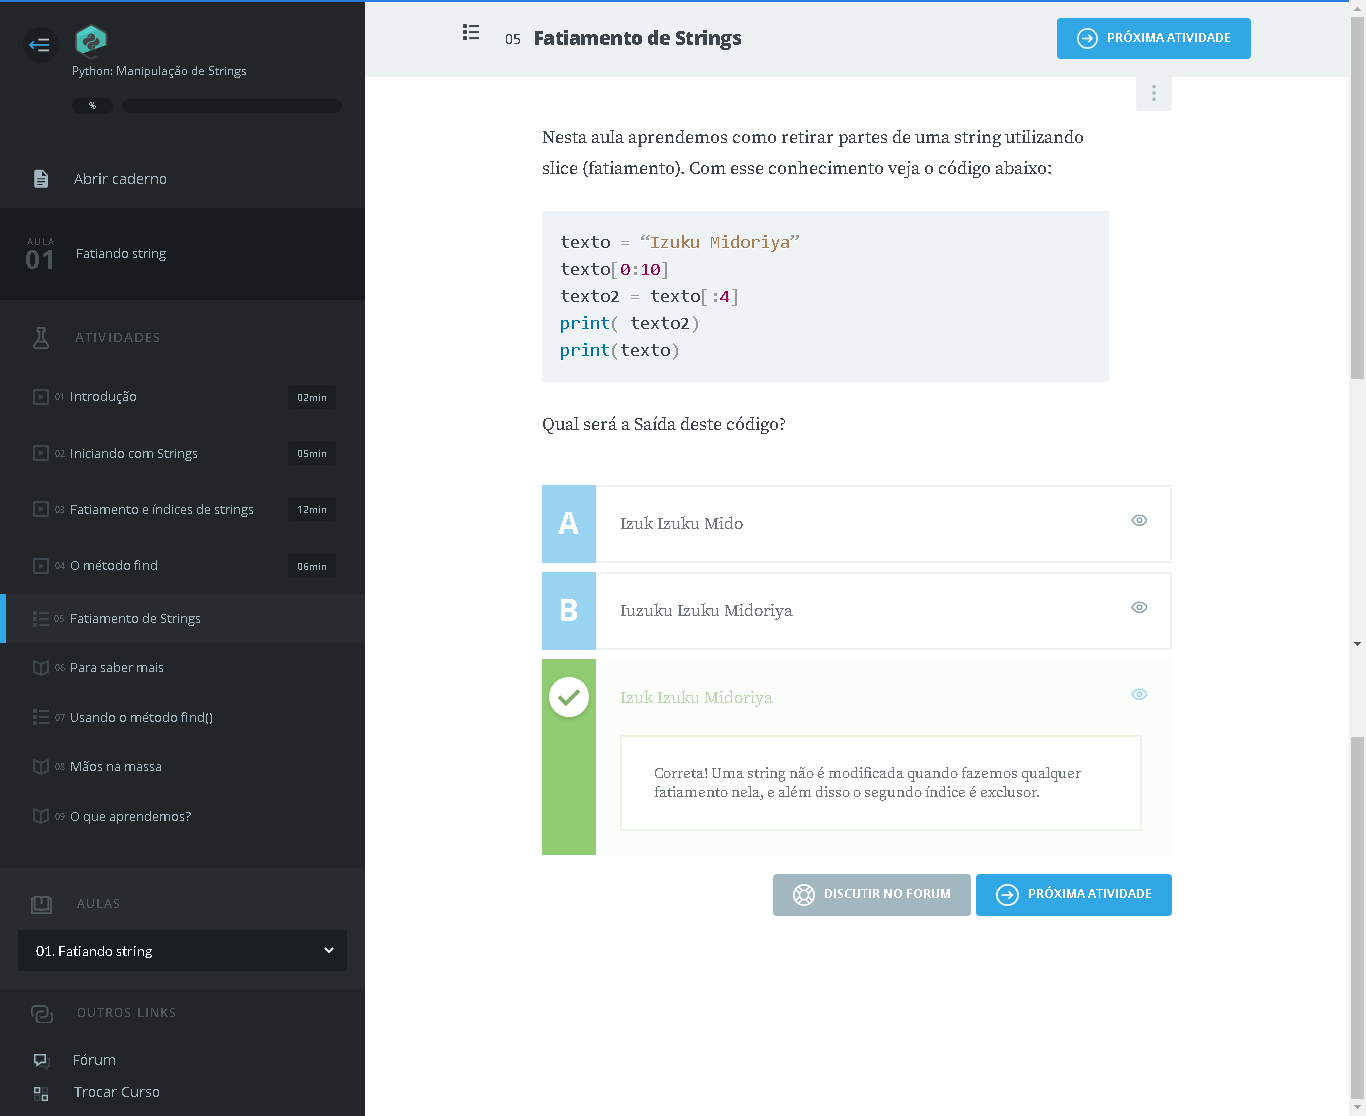 Python: Manipulação de Strings
%
Abrir caderno
AULA
01
Fatiando string
ATIVIDADES
01 Introdução 02min
02 Iniciando com Strings 05min
03 Fatiamento e índices de strings 12min
04 O método find 06min
05 Fatiamento de Strings
06 Para saber mais
07 Usando o método find()
08 Mãos na massa
09 O que aprendemos?
AULAS
01. Fatiando string
OUTROS LINKS
Fórum
Trocar Curso
05 Fatiamento de Strings
PRÓXIMA ATIVIDADE
Nesta aula aprendemos como retirar partes de uma string utilizando
slice (fatiamento). Com esse conhecimento veja o código abaixo:
texto = “Izuku Midoriya”
texto[0:10]
texto2 = texto[:4]
print( texto2)
print(texto)
Qual será a Saída deste código?
A Izuk Izuku Mido
B Iuzuku Izuku Midoriya
Izuk Izuku Midoriya
Correta! Uma string não é modificada quando fazemos qualquer
fatiamento nela, e além disso o segundo índice é exclusor.
DISCUTIR NO FORUM
PRÓXIMA ATIVIDADE